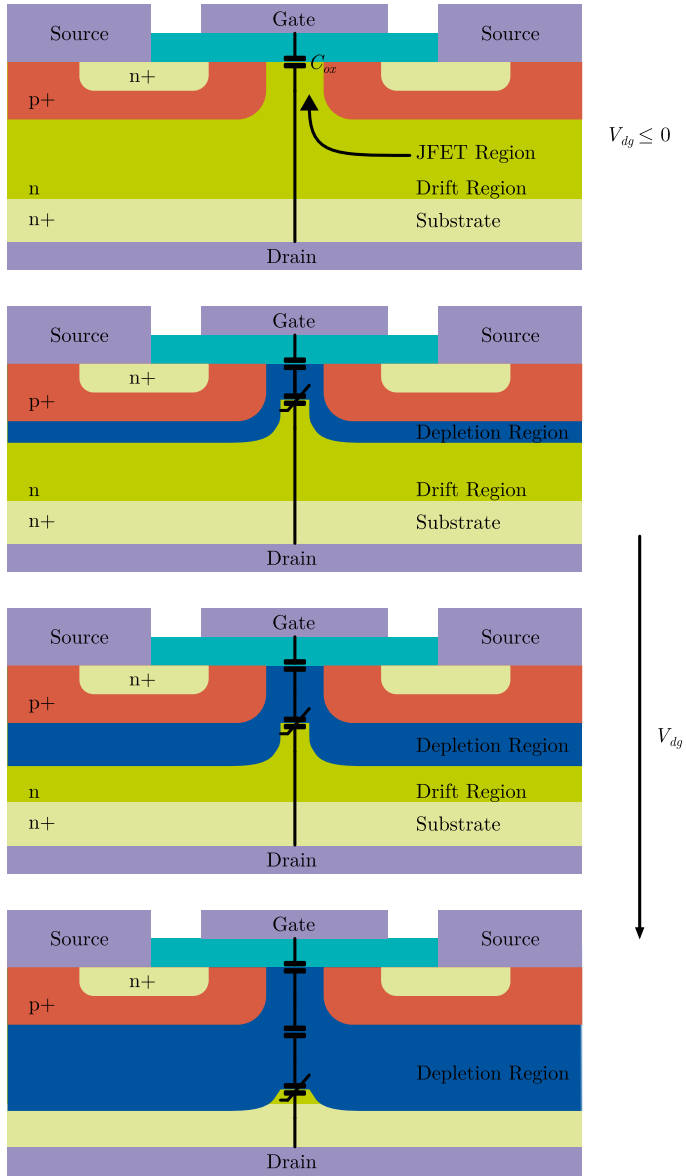 Gate
Source Source
C_ox
n+
p+
V_dg ≤ 0
JFET Region
n Drift Region
n+ Substrate
Drain
Gate
Source Source
n+
p+
Depletion Region
n Drift Region
n+ Substrate
Drain
Gate
Source Source
n+
p+
V_dg
Depletion Region
n Drift Region
n+ Substrate
Drain
Gate
Source Source
n+
p+
Depletion Region
Drain